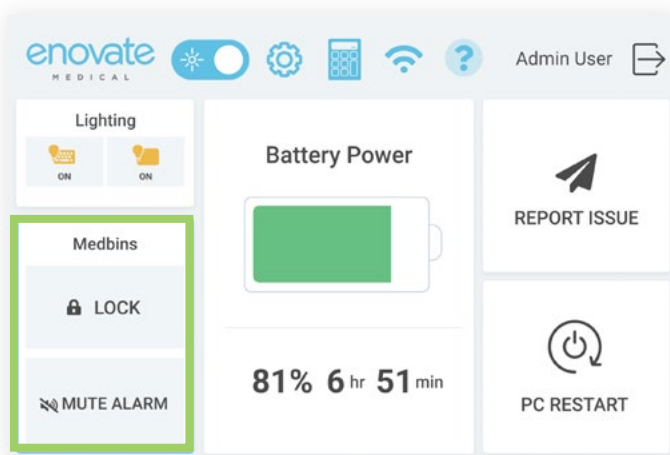 enovate
MEDICAL
?
Admin User
Lighting
ON
ON
Medbins
LOCK
MUTE ALARM
Battery Power
81% 6 hr 51 min
REPORT ISSUE
PC RESTART